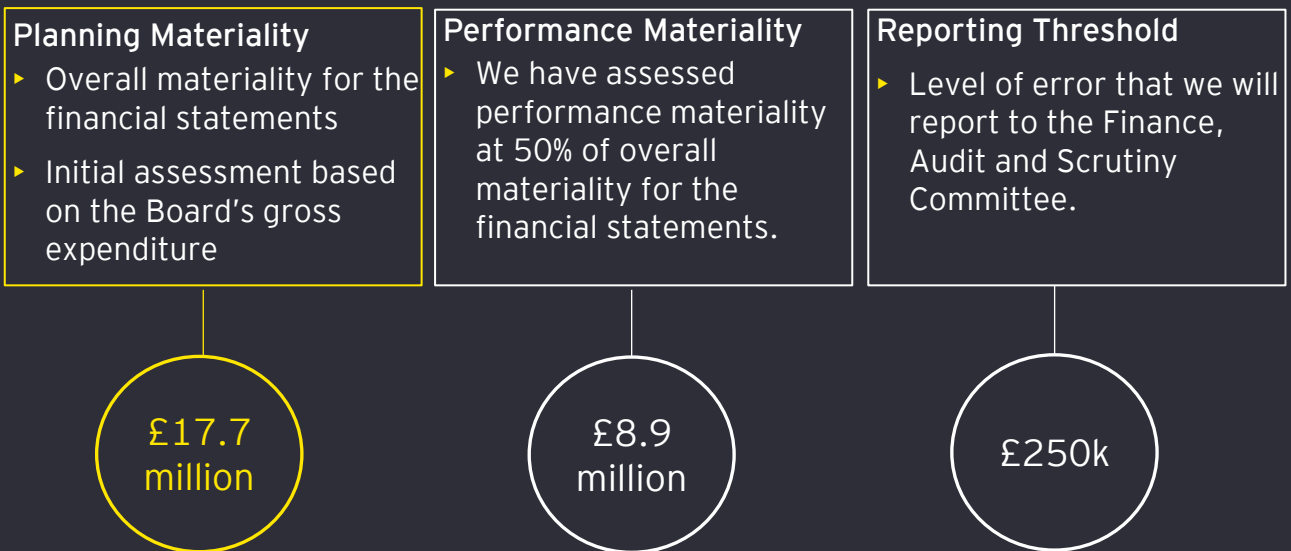 Planning Materiality
▸ Overall materiality for the
financial statements
▸ Initial assessment based
on the Board's gross
expenditure
Performance Materiality
▸ We have assessed
performance materiality
at 50% of overall
materiality for the
financial statements.
Reporting Threshold
▸ Level of error that we will
report to the Finance,
Audit and Scrutiny
Committee.
£17.7
million
£8.9
million
£250k